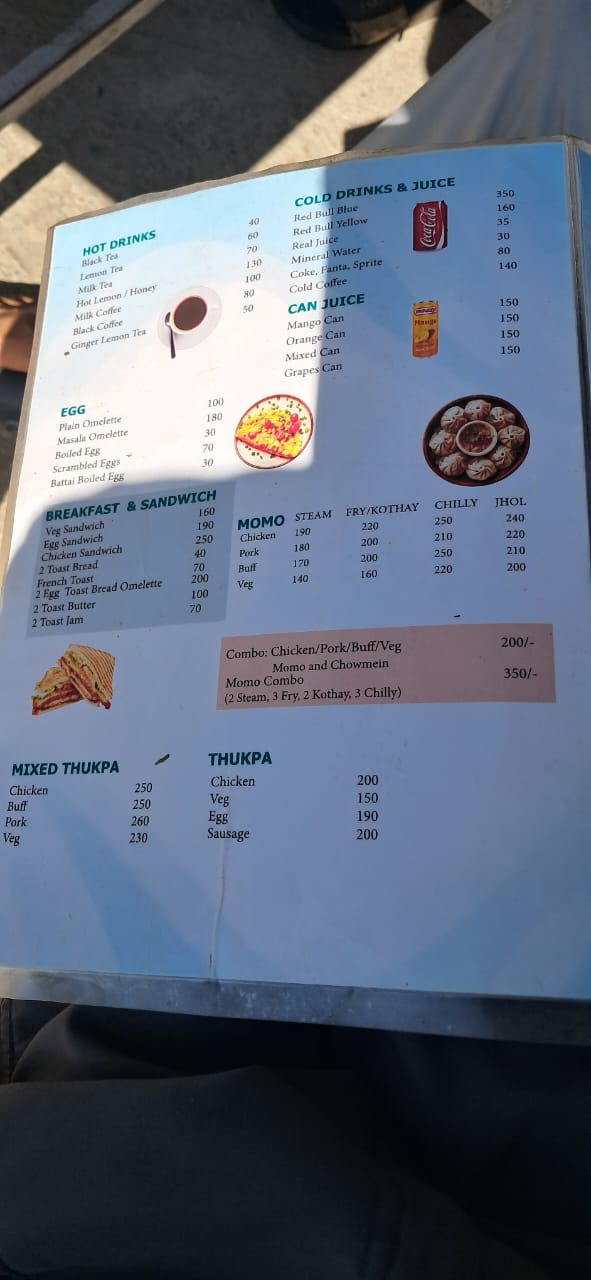 HOT DRINKS
Black Tea 40
Lemon Tea 60
Milk Tea 70
Hot Lemon / Honey 130
Milk Coffee 100
Black Coffee 80
Ginger Lemon Tea 50
COLD DRINKS & JUICE
Red Bull Blue 350
Red Bull Yellow 160
Real Juice 35
Mineral Water 30
Coke, Fanta, Sprite 80
Cold Coffee 140
Coca-Cola
CAN JUICE
Mango Can 150
Orange Can 150
Mixed Can 150
Grapes Can 150
Mango
EGG
Plain Omelette 100
Masala Omelette 180
Boiled Egg 30
Scrambled Eggs 70
Battai Boiled Egg 30
BREAKFAST & SANDWICH
Veg Sandwich 160
Egg Sandwich 190
Chicken Sandwich 250
2 Toast Bread 40
French Toast 70
2 Egg Toast Bread Omelette 200
2 Toast Butter 100
2 Toast Jam 70
MOMO STEAM FRY/KOTHAY CHILLY JHOL
Chicken 190 220 250 240
Pork 180 200 210 220
Buff 170 200 250 210
Veg 140 160 220 200
Combo: Chicken/Pork/Buff/Veg 200/-
Momo and Chowmein
Momo Combo 350/-
(2 Steam, 3 Fry, 2 Kothay, 3 Chilly)
MIXED THUKPA
Chicken 250
Buff 250
Pork 260
Veg 230
THUKPA
Chicken 200
Veg 150
Egg 190
Sausage 200